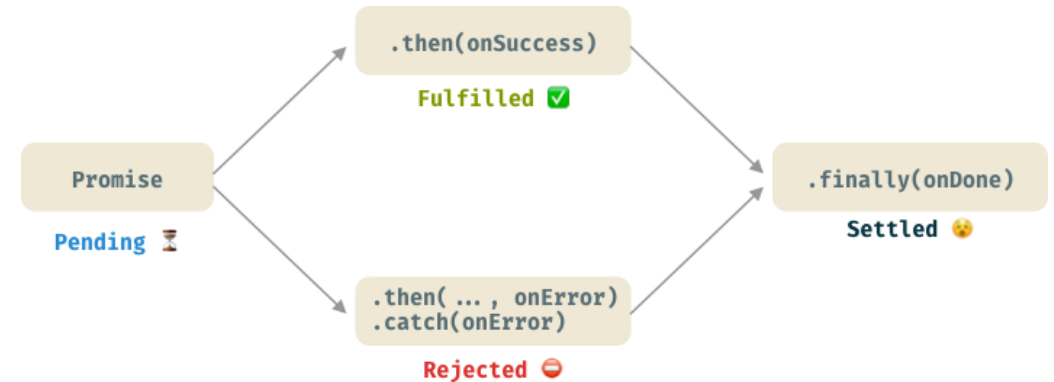 .then(onSuccess)
Fulfilled ✅
Promise
Pending ⏳
.finally(onDone)
Settled 😵
.then(..., onError)
.catch(onError)
Rejected ⛔